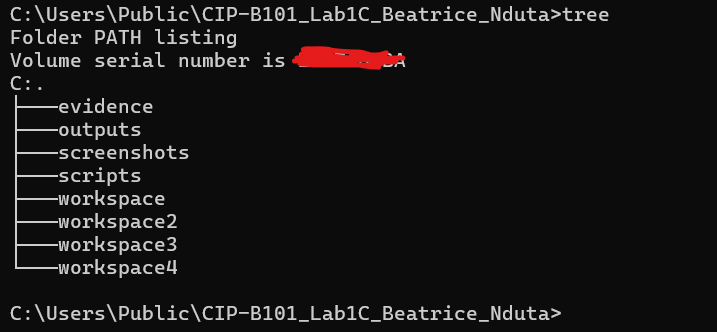 C:\Users\Public\CIP-B101_Lab1C_Beatrice_Nduta>tree
Folder PATH listing
Volume serial number is
C:.
├───evidence
├───outputs
├───screenshots
├───scripts
├───workspace
├───workspace2
├───workspace3
└───workspace4
C:\Users\Public\CIP-B101_Lab1C_Beatrice_Nduta>